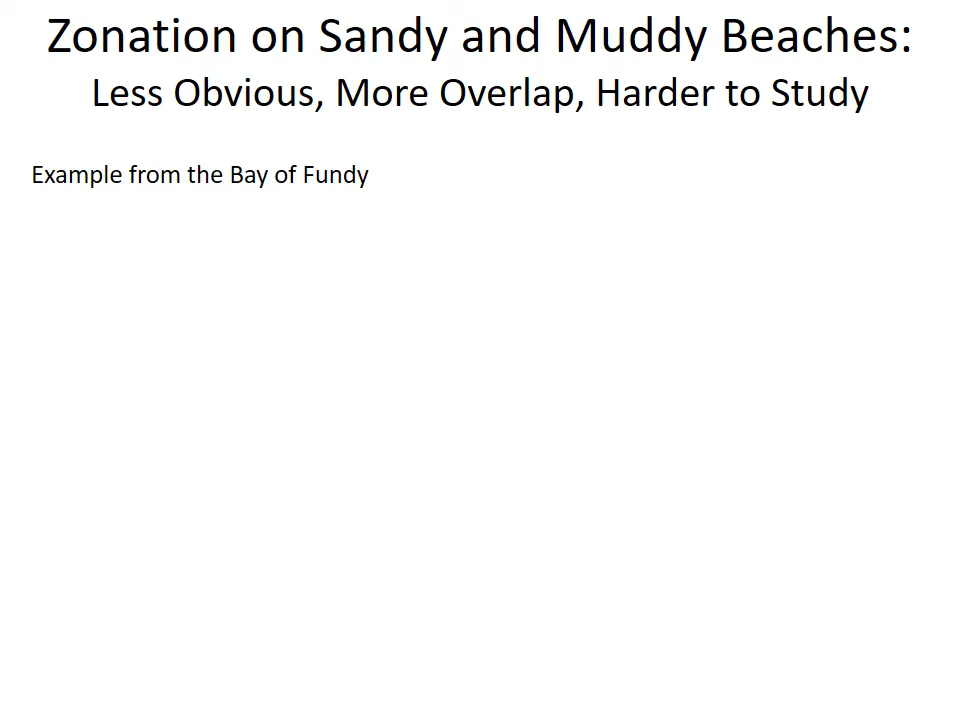 Zonation on Sandy and Muddy Beaches:
Less Obvious, More Overlap, Harder to Study
Example from the Bay of Fundy